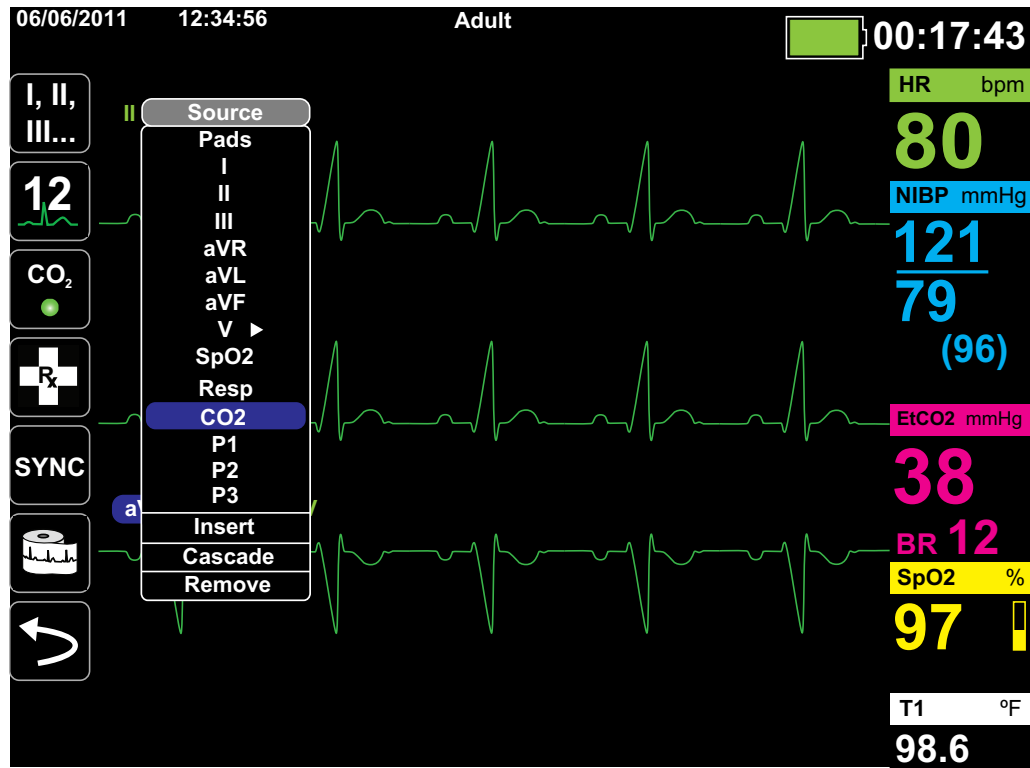 06/06/2011 12:34:56 Adult 00:17:43
I, II,
III...
12
CO₂
Rx
SYNC
II
Source
Pads
I
II
III
aVR
aVL
aVF
V ▶
SpO2
Resp
CO2
P1
P2
P3
Insert
Cascade
Remove
HR bpm
80
NIBP mmHg
121
79
(96)
EtCO2 mmHg
38
BR 12
SpO2 %
97
T1 ºF
98.6